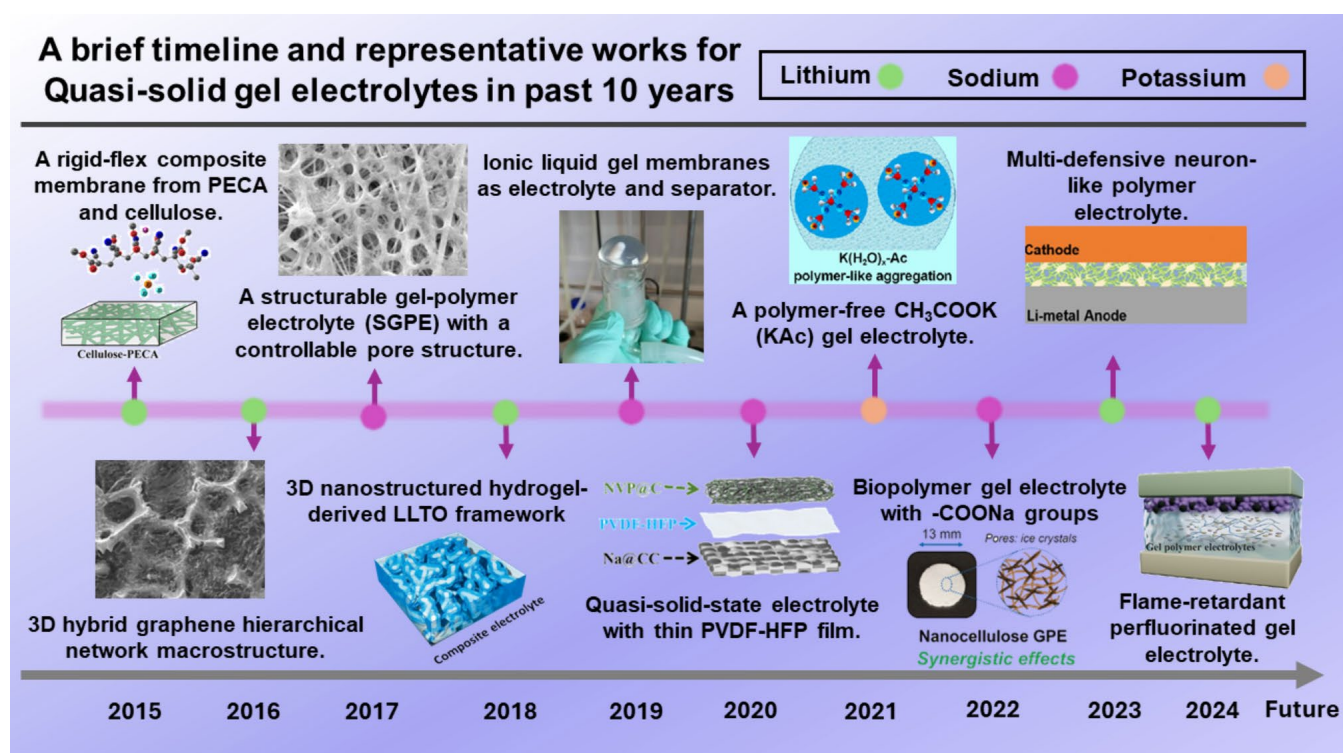 A brief timeline and representative works for
Quasi-solid gel electrolytes in past 10 years
Lithium
Sodium
Potassium
A rigid-flex composite
membrane from PECA
and cellulose.
Cellulose-PECA
A structurable gel-polymer
electrolyte (SGPE) with a
controllable pore structure.
Ionic liquid gel membranes
as electrolyte and separator.
K(H₂O)ₓ-Ac
polymer-like aggregation
A polymer-free CH₃COOK
(KAc) gel electrolyte.
Multi-defensive neuron-
like polymer
electrolyte.
Cathode
Li-metal Anode
3D hybrid graphene hierarchical
network macrostructure.
3D nanostructured hydrogel-
derived LLTO framework
Composite electrolyte
NVP@C
PVDF-HFP
Na@CC
Quasi-solid-state electrolyte
with thin PVDF-HFP film.
Biopolymer gel electrolyte
with -COONa groups
13 mm
Pores: ice crystals
Nanocellulose GPE
Synergistic effects
Gel polymer electrolytes
Flame-retardant
perfluorinated gel
electrolyte.
2015 2016 2017 2018 2019 2020 2021 2022 2023 2024 Future